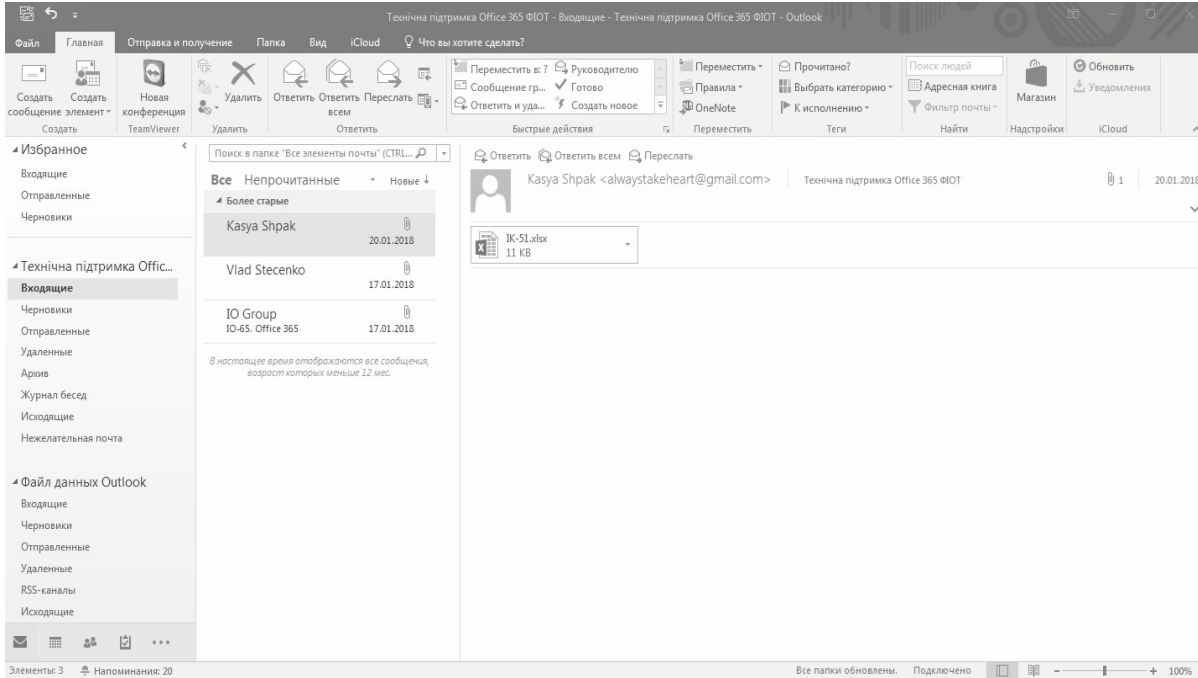 Технічна підтримка Office 365 ФІОТ - Входящие - Технічна підтримка Office 365 ФІОТ - Outlook
Файл Главная Отправка и получение Папка Вид iCloud Что вы хотите сделать?
Создать сообщение
Создать элемент
Новая конференция
Удалить
Ответить
Ответить всем
Переслать
Переместить в: ?
Сообщение гр...
Ответить и уда...
Руководителю
Готово
Создать новое
Переместить
Правила
OneNote
Прочитано?
Выбрать категорию
К исполнению
Поиск людей
Адресная книга
Фильтр почты
Магазин
Обновить
Уведомления
Создать TeamViewer Удалить Ответить Быстрые действия Переместить Теги Найти Надстройки iCloud
Избранное
Входящие
Отправленные
Черновики
Технічна підтримка Offic...
Входящие
Черновики
Отправленные
Удаленные
Архив
Журнал бесед
Исходящие
Нежелательная почта
Файл данных Outlook
Входящие
Черновики
Отправленные
Удаленные
RSS-каналы
Исходящие
Поиск в папке "Все элементы почты" (CTRL...
Все Непрочитанные Новые ↓
Более старые
Kasya Shpak
20.01.2018
Vlad Stecenko
17.01.2018
IO Group
IO-65. Office 365 17.01.2018
В настоящее время отображаются все сообщения,
возраст которых меньше 12 мес.
Ответить Ответить всем Переслать
Kasya Shpak <alwaystakeheart@gmail.com> Технічна підтримка Office 365 ФІОТ 1 20.01.2018
IK-51.xlsx
11 KB
Элементы: 3 Напоминания: 20 Все папки обновлены. Подключено 100%